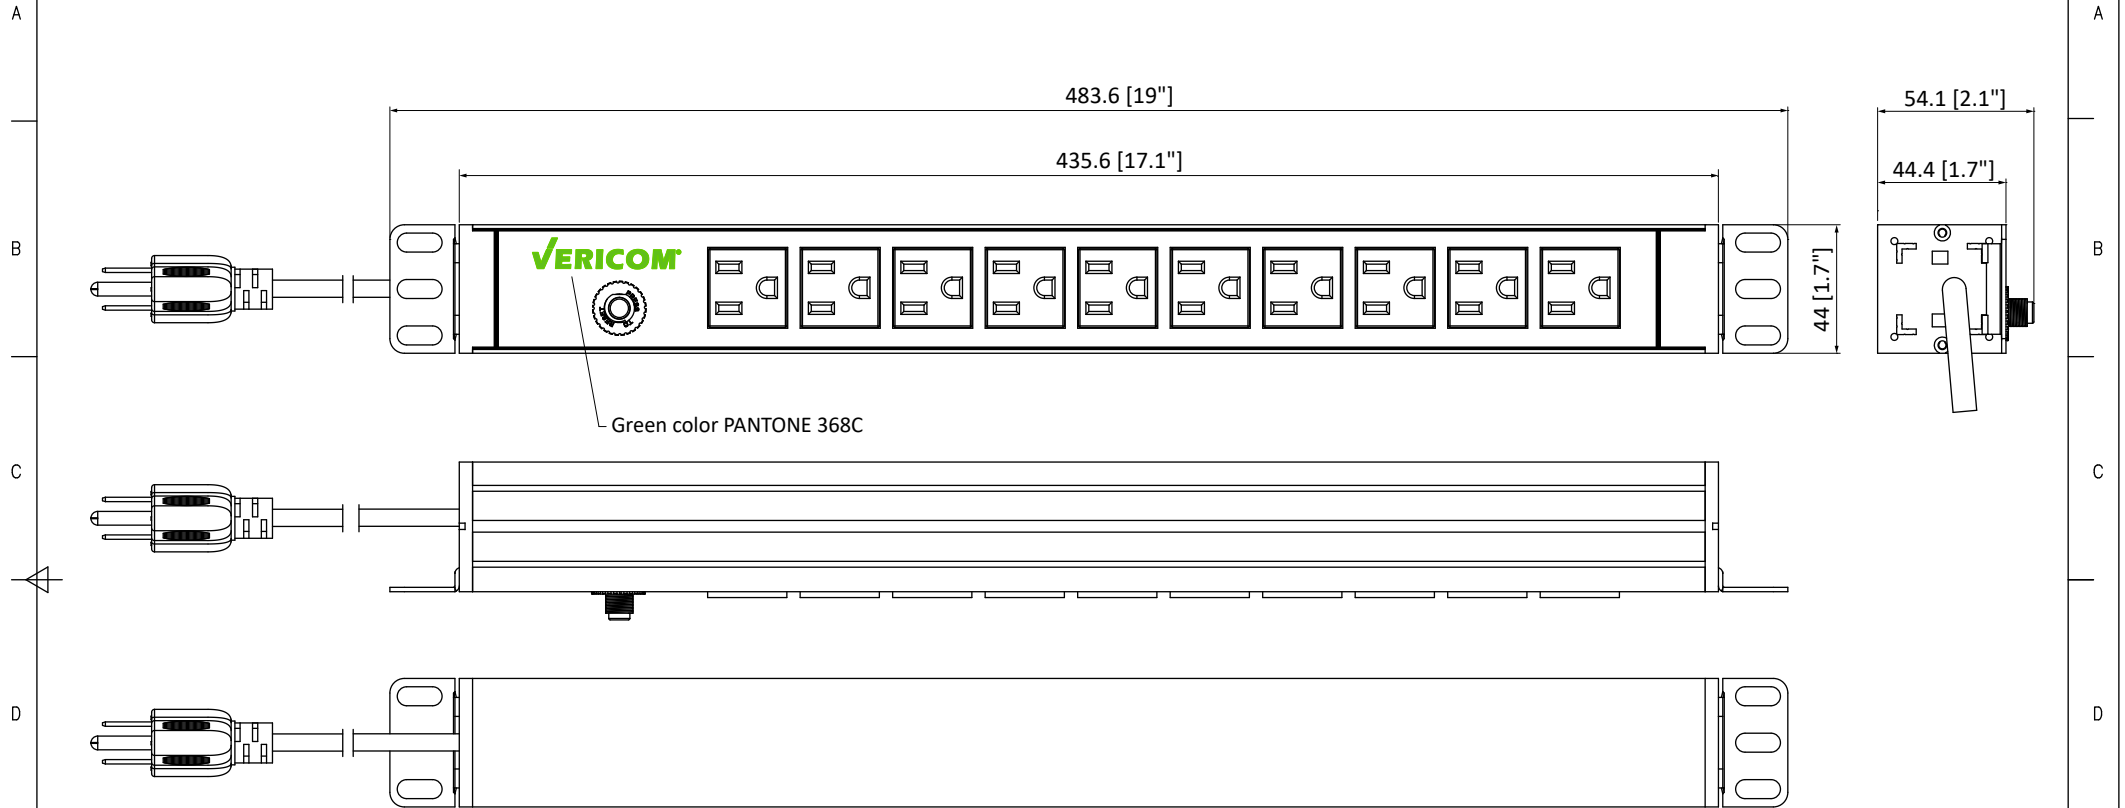 A
A
483.6 [19"]
54.1 [2.1"]
435.6 [17.1"]
44.4 [1.7"]
B
VERICOM
B
44 [1.7"]
Green color PANTONE 368C
C
C
D
D